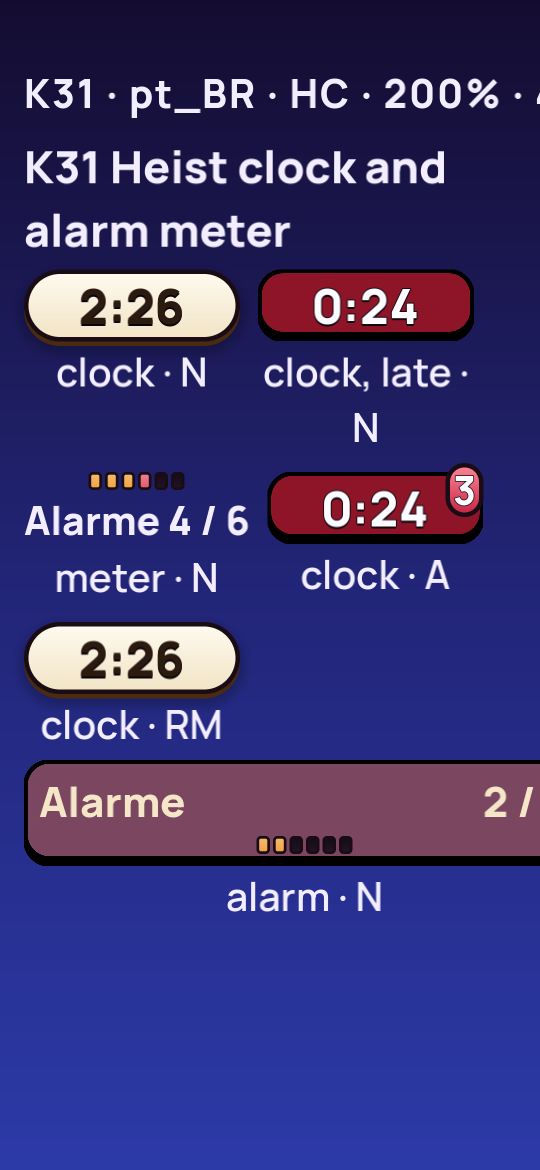 K31 · pt_BR · HC · 200% ·
K31 Heist clock and
alarm meter
2:26
0:24
clock · N
clock, late ·
N
Alarme 4 / 6
meter · N
0:24
3
clock · A
2:26
clock · RM
Alarme 2 /
alarm · N